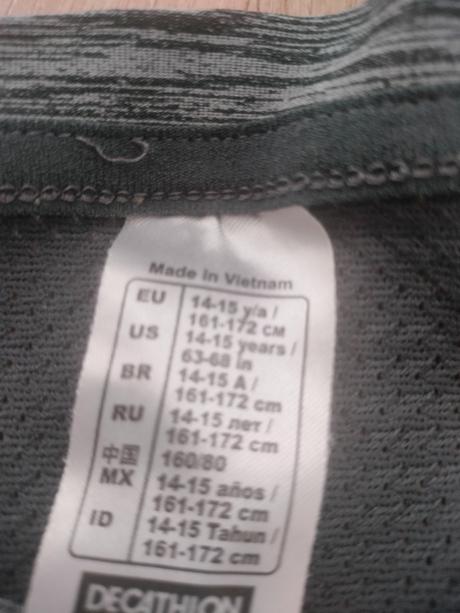 Made in Vietnam
EU 14-15 y/a /
161-172 см
US 14-15 years /
63-68 in
BR 14-15 A /
161-172 cm
RU 14-15 лет /
161-172 cm
中国 160/80
MX 14-15 años /
161-172 cm
ID 14-15 Tahun /
161-172 cm
DECATHLON